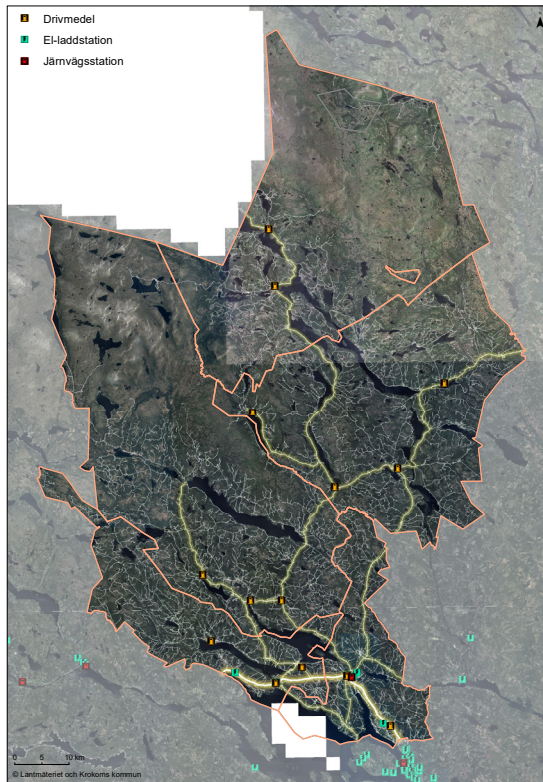 Drivmedel
El-laddstation
Järnvägsstation
0 5 10 km
© Lantmäteriet och Krokoms kommun